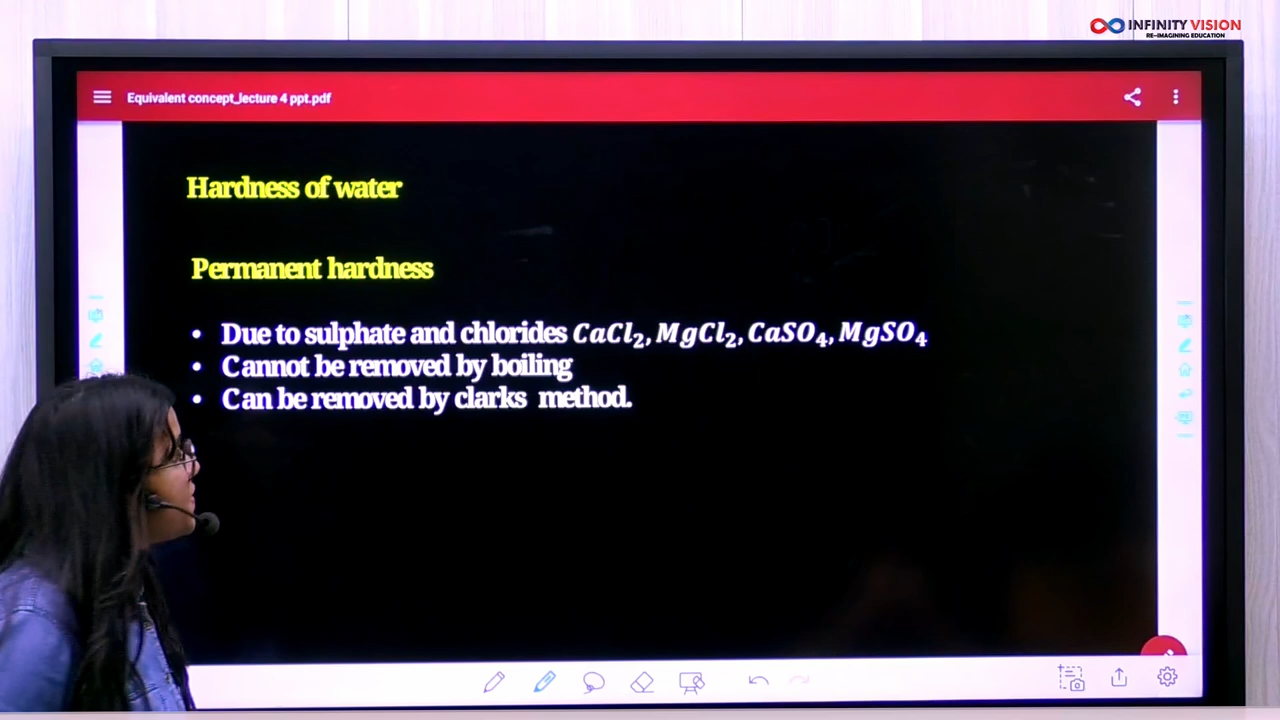 INFINITY VISION
RE-IMAGINING EDUCATION
Equivalent concept_lecture 4 ppt.pdf
Hardness of water
Permanent hardness
• Due to sulphate and chlorides CaCl₂, MgCl₂, CaSO₄, MgSO₄
• Cannot be removed by boiling
• Can be removed by clarks method.